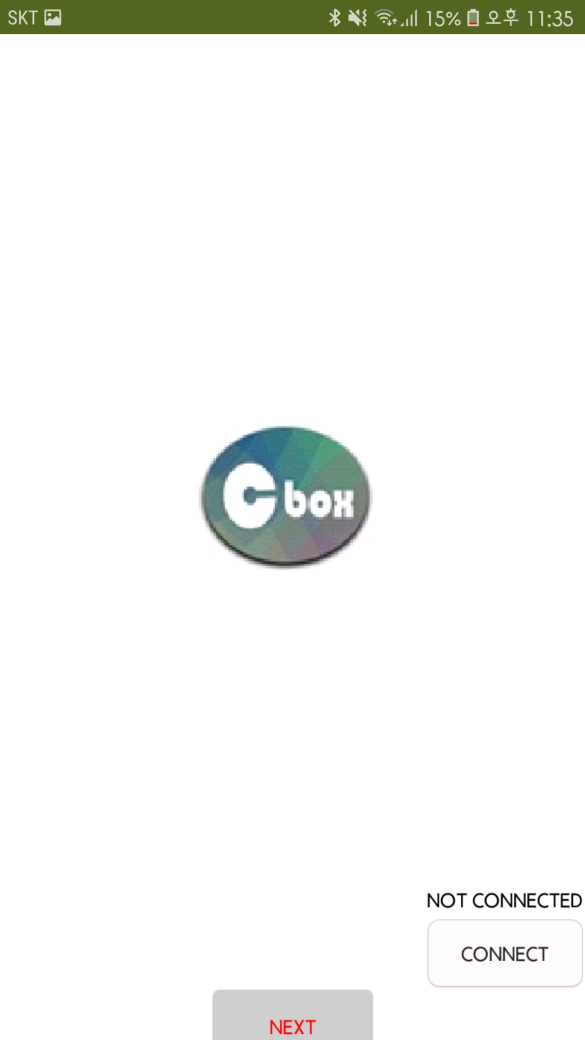 SKT 15% 오후 11:35
C box
NOT CONNECTED
CONNECT
NEXT